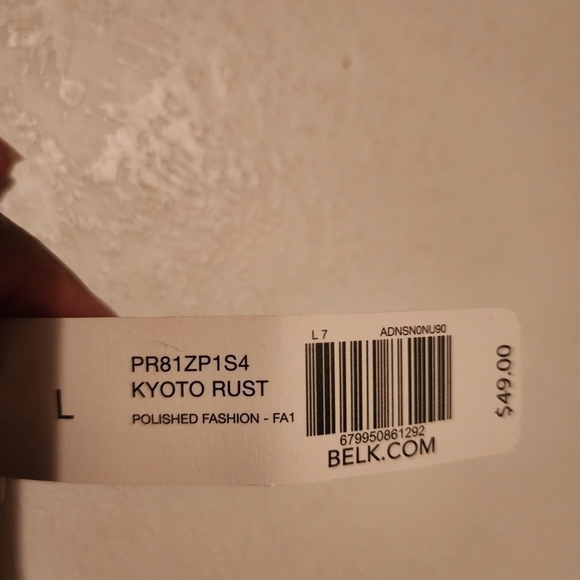 L
PR81ZP1S4
KYOTO RUST
POLISHED FASHION - FA1
L 7 ADNSN0NU90
679950861292
BELK.COM
$49.00